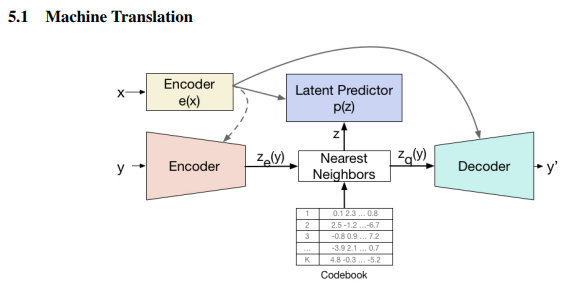 5.1 Machine Translation
x
Encoder
e(x)
Latent Predictor
p(z)
z
y
Encoder
ze(y)
Nearest
Neighbors
zq(y)
Decoder
y'
1 0.1 2.3 ... 0.8
2 2.5 -1.2 ...-6.7
3 -0.8 0.9 ... 7.2
... -3.9 2.1 ... 0.7
K 4.8 -0.3 ... -5.2
Codebook